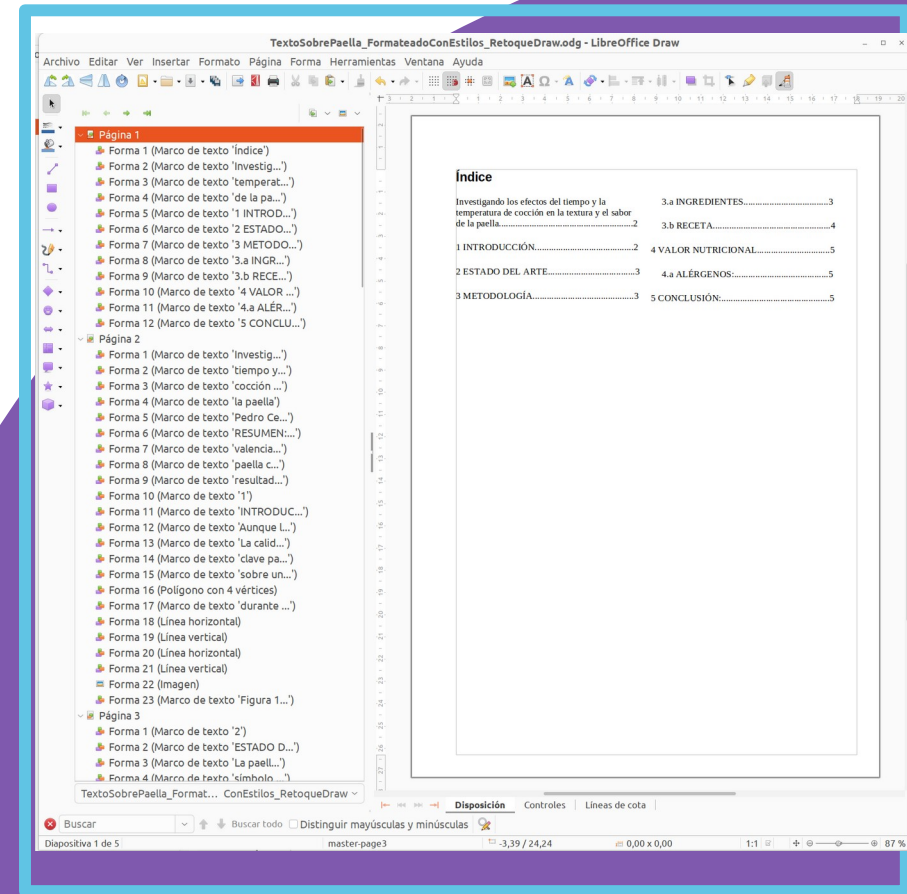 TextoSobrePaella_FormateadoConEstilos_RetoqueDraw.odg - LibreOffice Draw
Archivo Editar Ver Insertar Formato Página Forma Herramientas Ventana Ayuda
Página 1
Forma 1 (Marco de texto 'Índice')
Forma 2 (Marco de texto 'Investig...')
Forma 3 (Marco de texto 'temperat...')
Forma 4 (Marco de texto 'de la pa...')
Forma 5 (Marco de texto '1 INTROD...')
Forma 6 (Marco de texto '2 ESTADO...')
Forma 7 (Marco de texto '3 METODO...')
Forma 8 (Marco de texto '3.a INGR...')
Forma 9 (Marco de texto '3.b RECE...')
Forma 10 (Marco de texto '4 VALOR ...')
Forma 11 (Marco de texto '4.a ALÉR...')
Forma 12 (Marco de texto '5 CONCLU...')
Página 2
Forma 1 (Marco de texto 'Investig...')
Forma 2 (Marco de texto 'tiempo y...')
Forma 3 (Marco de texto 'cocción ...')
Forma 4 (Marco de texto 'la paella')
Forma 5 (Marco de texto 'Pedro Ce...')
Forma 6 (Marco de texto 'RESUMEN:...')
Forma 7 (Marco de texto 'valencia...')
Forma 8 (Marco de texto 'paella c...')
Forma 9 (Marco de texto 'resultad...')
Forma 10 (Marco de texto '1')
Forma 11 (Marco de texto 'INTRODUC...')
Forma 12 (Marco de texto 'Aunque l...')
Forma 13 (Marco de texto 'La calid...')
Forma 14 (Marco de texto 'clave pa...')
Forma 15 (Marco de texto 'sobre un...')
Forma 16 (Polígono con 4 vértices)
Forma 17 (Marco de texto 'durante ...')
Forma 18 (Línea horizontal)
Forma 19 (Línea vertical)
Forma 20 (Línea horizontal)
Forma 21 (Línea vertical)
Forma 22 (Imagen)
Forma 23 (Marco de texto 'Figura 1...')
Página 3
Forma 1 (Marco de texto '2')
Forma 2 (Marco de texto 'ESTADO D...')
Forma 3 (Marco de texto 'La paell...')
Forma 4 (Marco de texto 'símbolo ...')
TextoSobrePaella_Format... ConEstilos_RetoqueDraw
Índice
Investigando los efectos del tiempo y la
temperatura de cocción en la textura y el sabor
de la paella..................................................2
1 INTRODUCCIÓN.....................................2
2 ESTADO DEL ARTE..................................3
3 METODOLOGÍA.......................................3
3.a INGREDIENTES................................3
3.b RECETA............................................4
4 VALOR NUTRICIONAL............................5
4.a ALÉRGENOS:...................................5
5 CONCLUSIÓN:.........................................5
Disposición Controles Líneas de cota
Buscar Buscar todo Distinguir mayúsculas y minúsculas
Diapositiva 1 de 5 master-page3 -3,39 / 24,24 0,00 x 0,00 1:1 87 %